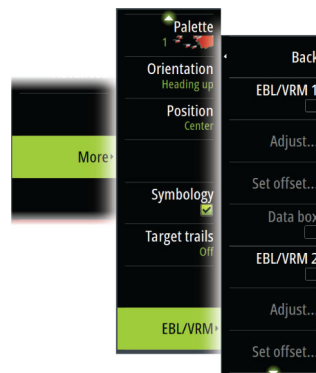 More
Palette
1
Orientation
Heading up
Position
Center
Symbology
Target trails
Off
EBL/VRM
Back
EBL/VRM 1
Adjust...
Set offset...
Data box
EBL/VRM 2
Adjust...
Set offset...